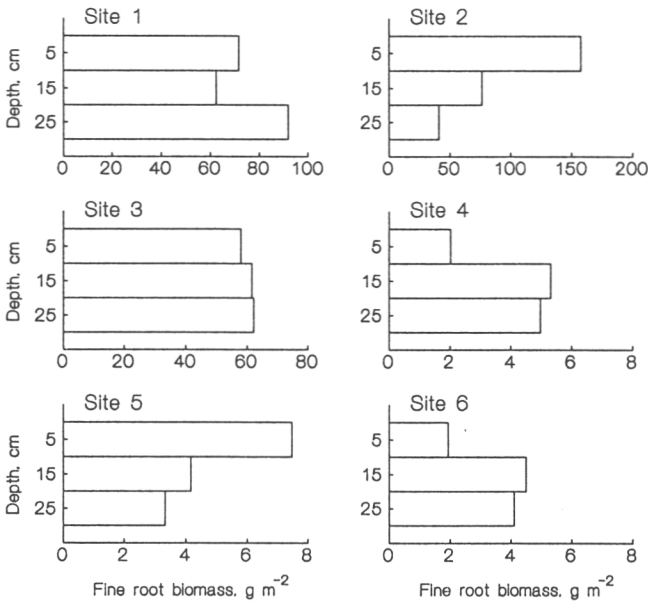 Site 1
Depth, cm
5
15
25
0 20 40 60 80 100
Site 2
5
15
25
0 50 100 150 200
Site 3
Depth, cm
5
15
25
0 20 40 60 80
Site 4
5
15
25
0 2 4 6 8
Site 5
Depth, cm
5
15
25
0 2 4 6 8
Fine root biomass, g m⁻²
Site 6
5
15
25
0 2 4 6 8
Fine root biomass, g m⁻²